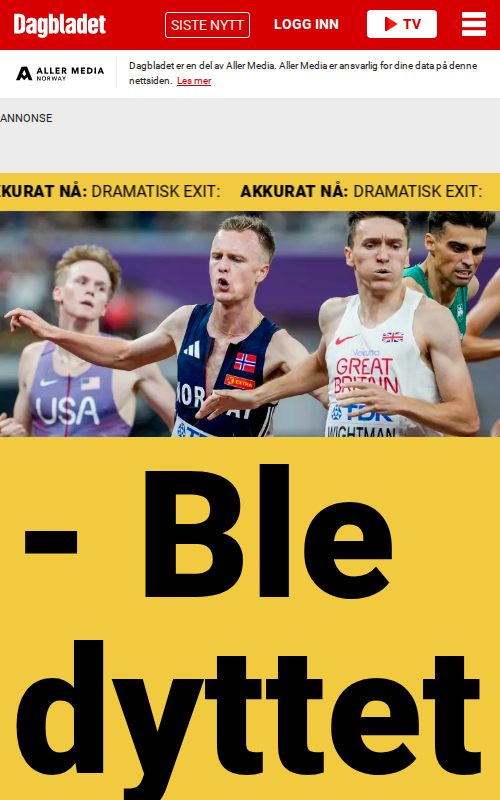 Dagbladet
SISTE NYTT
LOGG INN
TV
ALLER MEDIA
NORWAY
Dagbladet er en del av Aller Media. Aller Media er ansvarlig for dine data på denne
nettsiden. Les mer
ANNONSE
KURAT NÅ: DRAMATISK EXIT: AKKURAT NÅ: DRAMATISK EXIT:
USA
EXTRA
NORWAY
GREAT
BRITAIN
TDK
WIGHTMAN
- Ble
dyttet